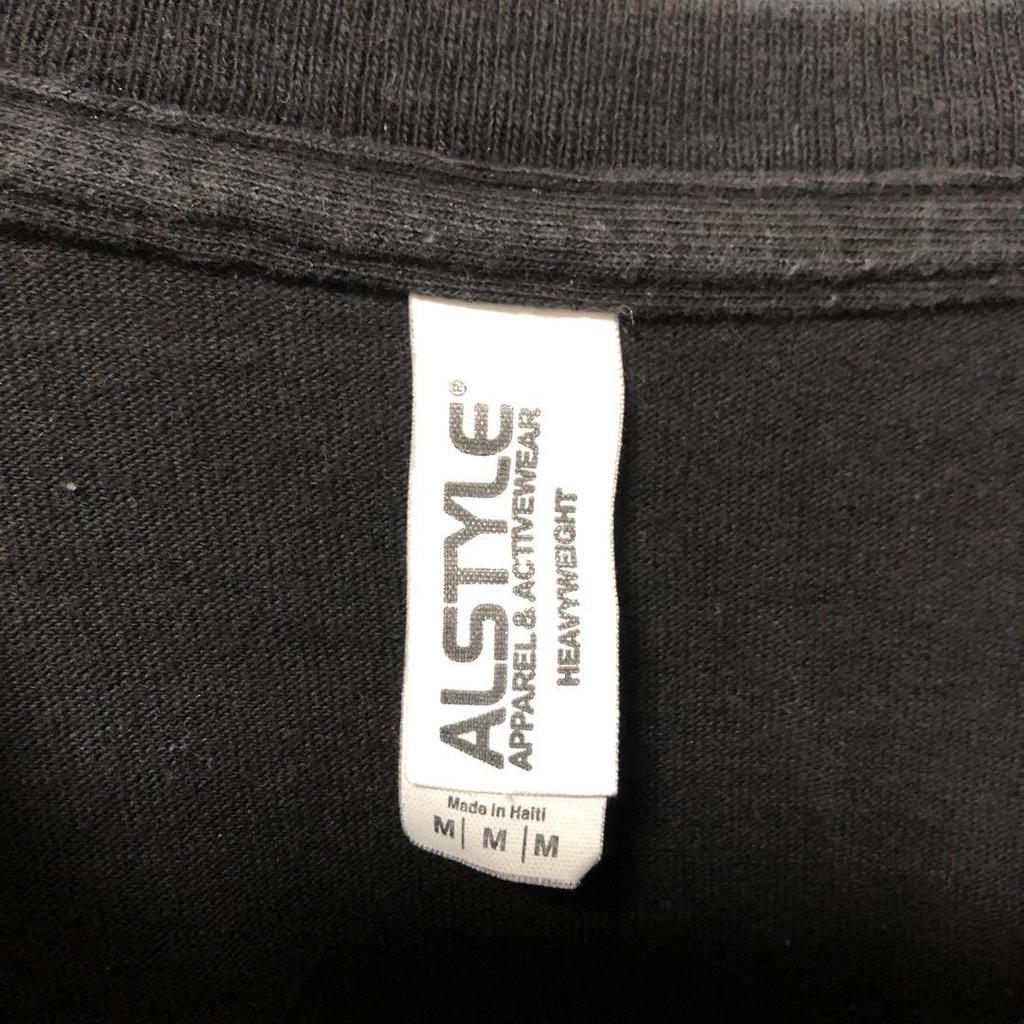 ALSTYLE®
APPAREL & ACTIVEWEAR
HEAVYWEIGHT
Made in Haiti
M| M |M